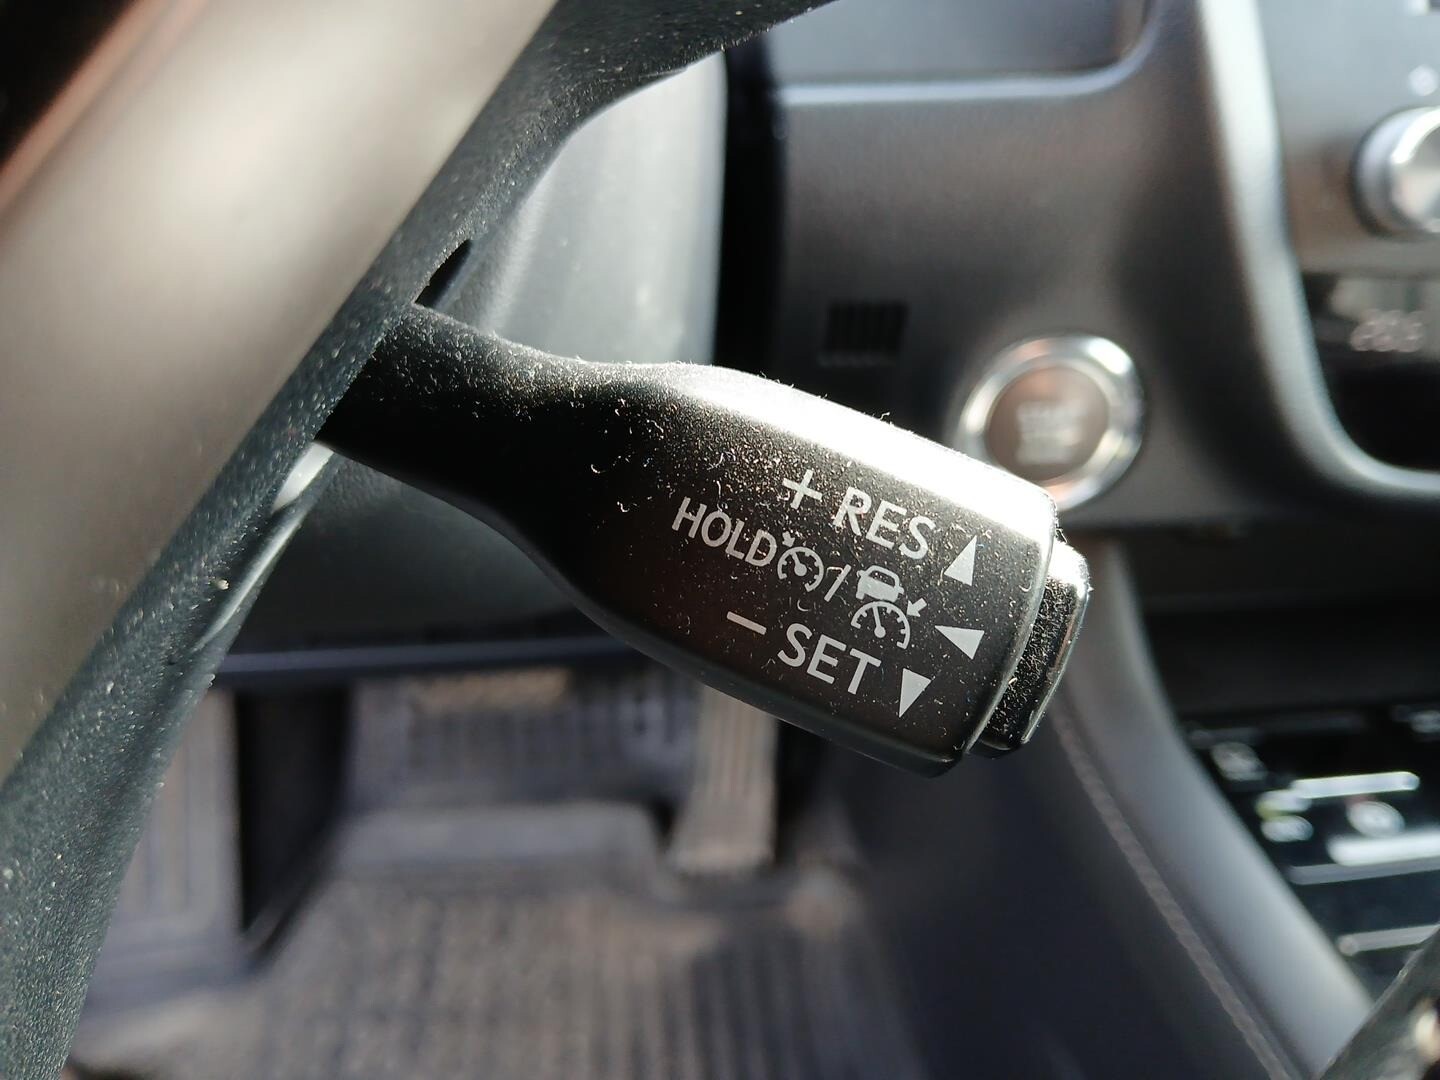 + RES
HOLD /
− SET